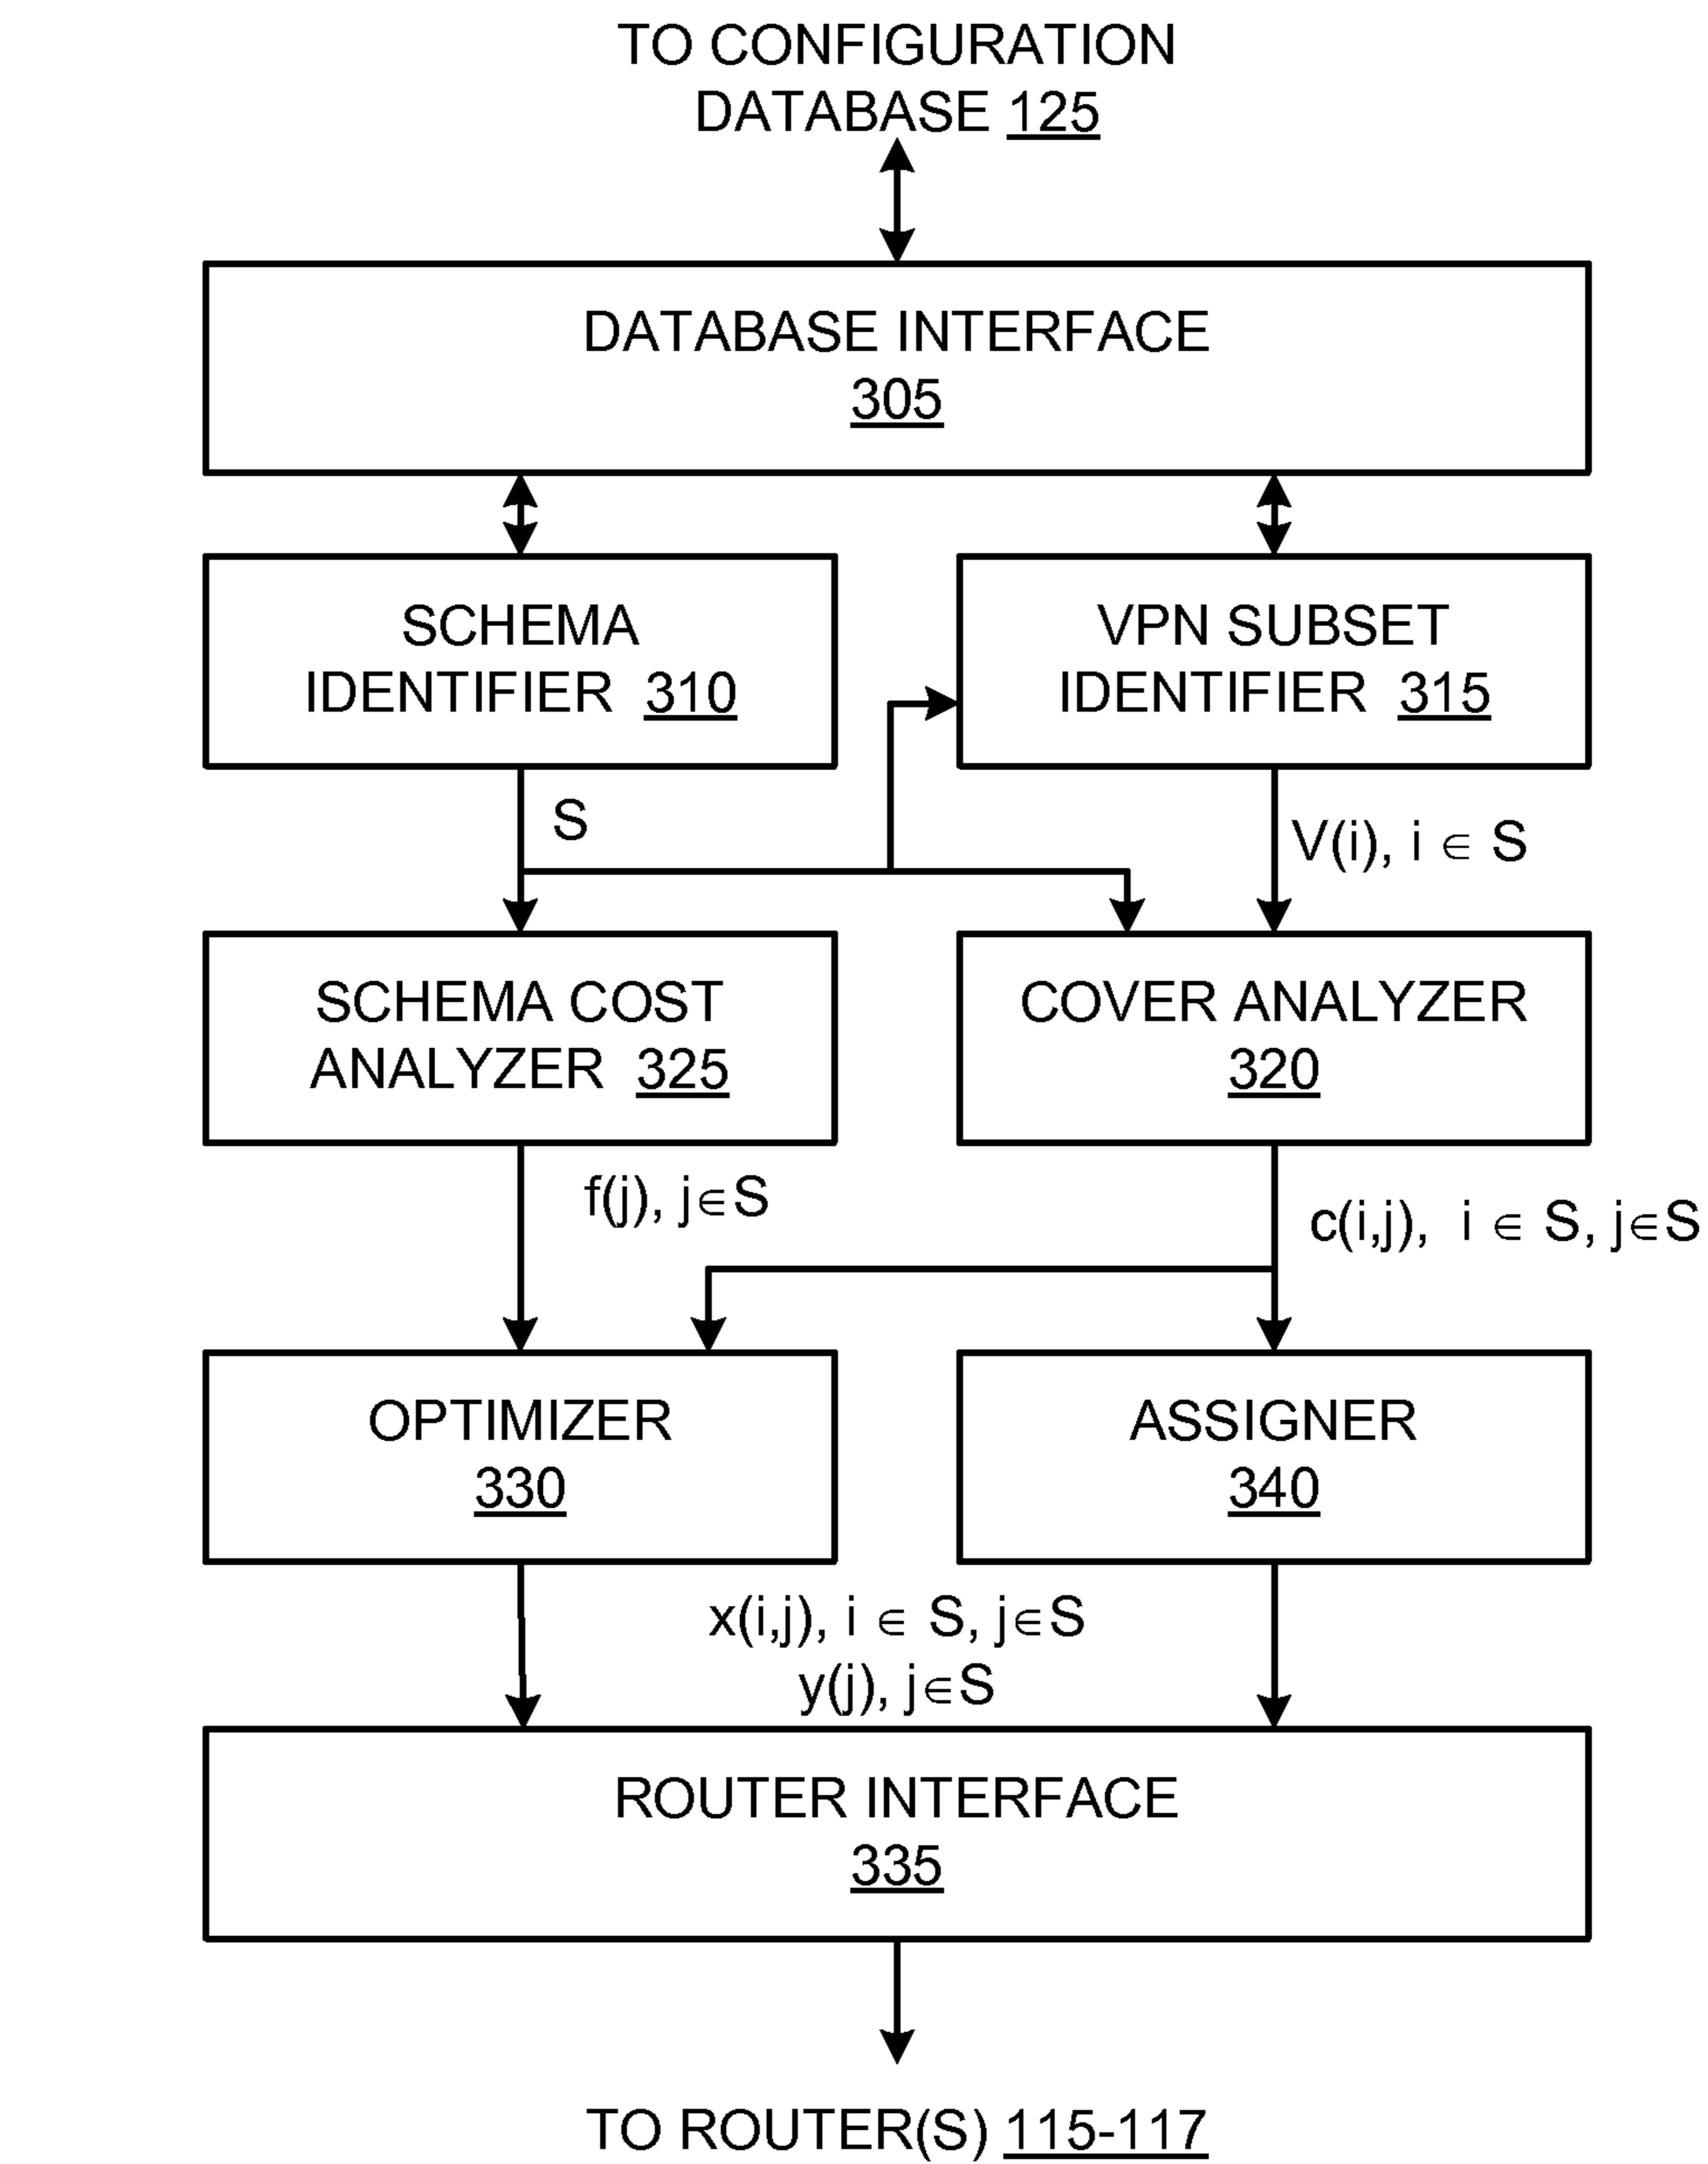 TO CONFIGURATION
DATABASE 125
DATABASE INTERFACE
305
SCHEMA
IDENTIFIER 310
VPN SUBSET
IDENTIFIER 315
S
V(i), i ∈ S
SCHEMA COST
ANALYZER 325
COVER ANALYZER
320
f(j), j∈S
c(i,j), i ∈ S, j∈S
OPTIMIZER
330
ASSIGNER
340
x(i,j), i ∈ S, j∈S
y(j), j∈S
ROUTER INTERFACE
335
TO ROUTER(S) 115-117